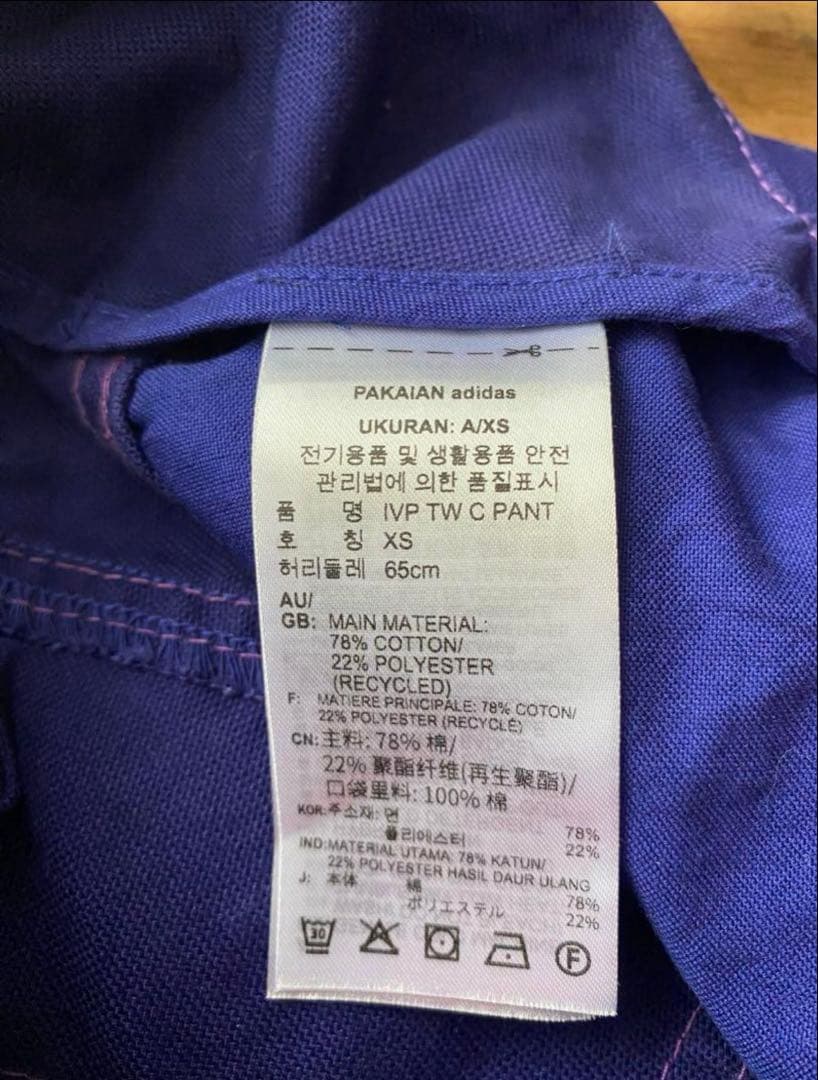 PAKAIAN adidas
UKURAN: A/XS
전기용품 및 생활용품 안전
관리법에 의한 품질표시
품 명 IVP TW C PANT
호 칭 XS
허리둘레 65cm
AU/
GB: MAIN MATERIAL:
78% COTTON/
22% POLYESTER
(RECYCLED)
F: MATIERE PRINCIPALE: 78% COTON/
22% POLYESTER (RECYCLÉ)
CN:主料: 78% 棉/
22% 聚酯纤维(再生聚酯)/
口袋里料: 100% 棉
KOR:주소재: 면 78%
폴리에스터 22%
IND:MATERIAL UTAMA: 78% KATUN/
22% POLYESTER HASIL DAUR ULANG
J: 本体 綿 78%
ポリエステル 22%
30
F